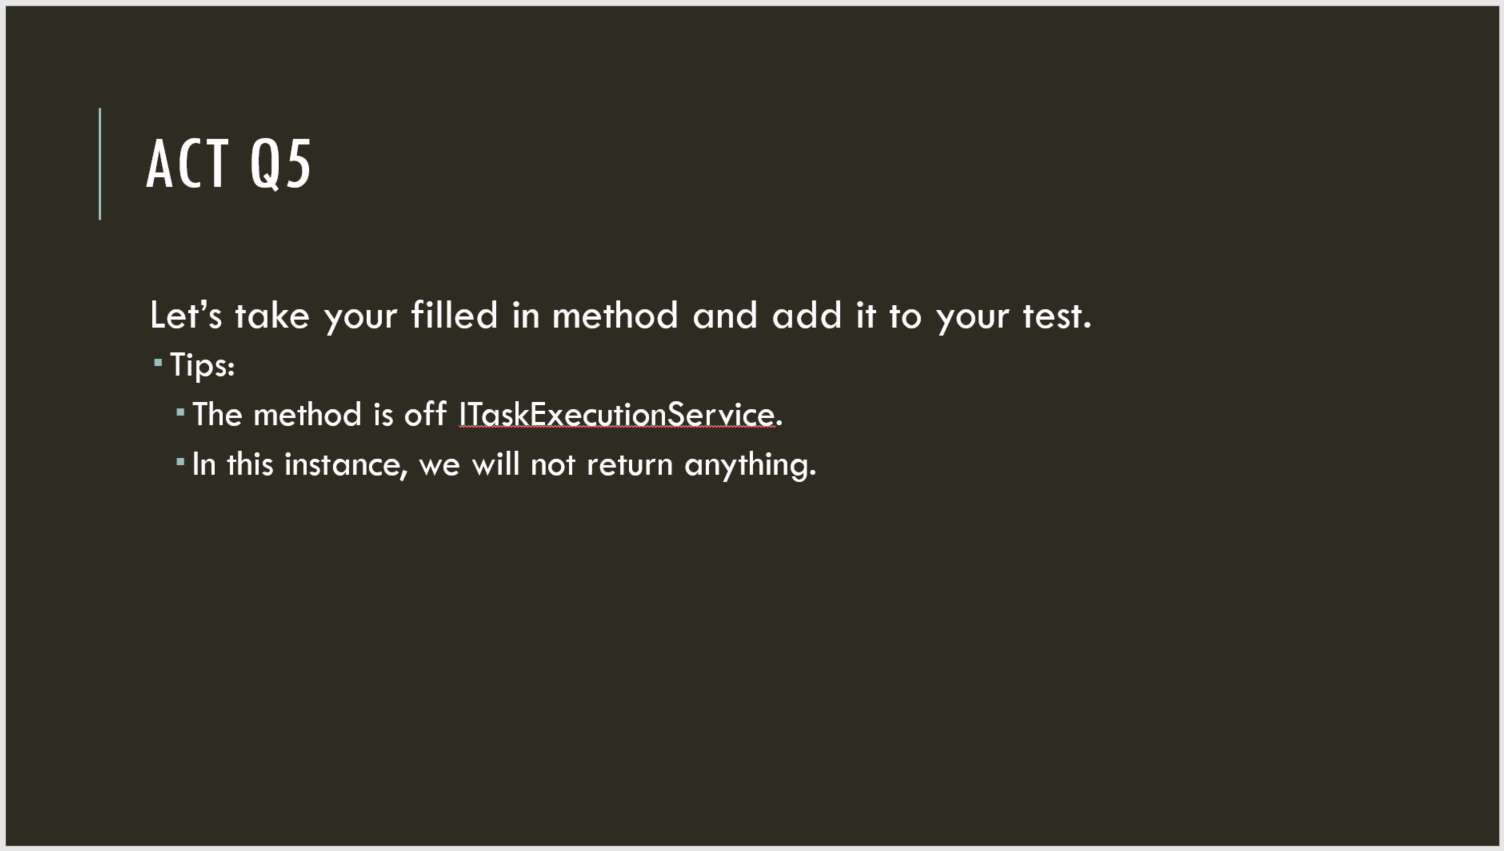 ACT Q5
Let’s take your filled in method and add it to your test.
Tips:
The method is off ITaskExecutionService.
In this instance, we will not return anything.